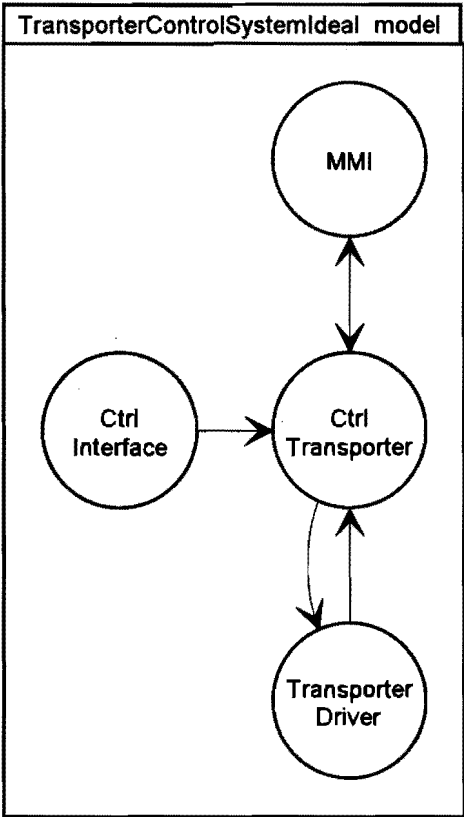 TransporterControlSystemIdeal model
MMI
Ctrl
Interface
Ctrl
Transporter
Transporter
Driver